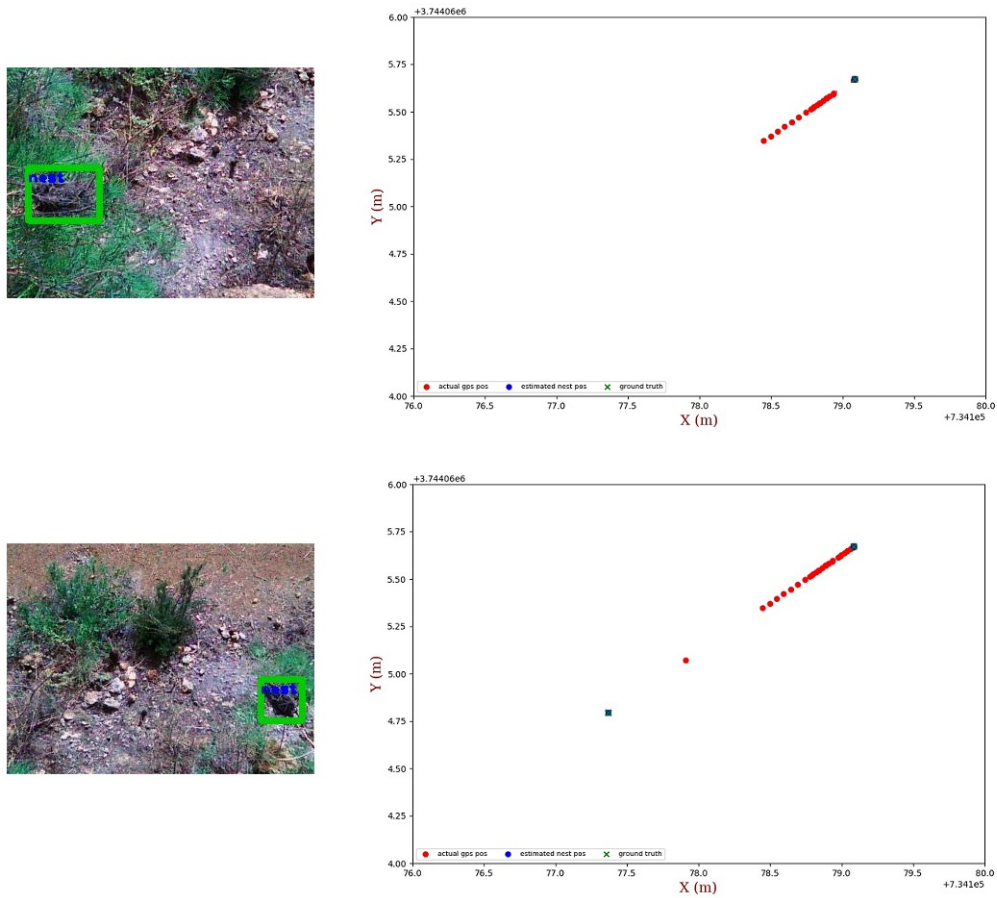 +3.74406e6
6.00
5.75
5.50
5.25
5.00
4.75
4.50
4.25
4.00
Y (m)
nest
actual gps pos estimated nest pos ground truth
76.0 76.5 77.0 77.5 78.0 78.5 79.0 79.5 80.0
X (m)
+7.341e5
+3.74406e6
6.00
5.75
5.50
5.25
5.00
4.75
4.50
4.25
4.00
Y (m)
nest
actual gps pos estimated nest pos ground truth
76.0 76.5 77.0 77.5 78.0 78.5 79.0 79.5 80.0
X (m)
+7.341e5